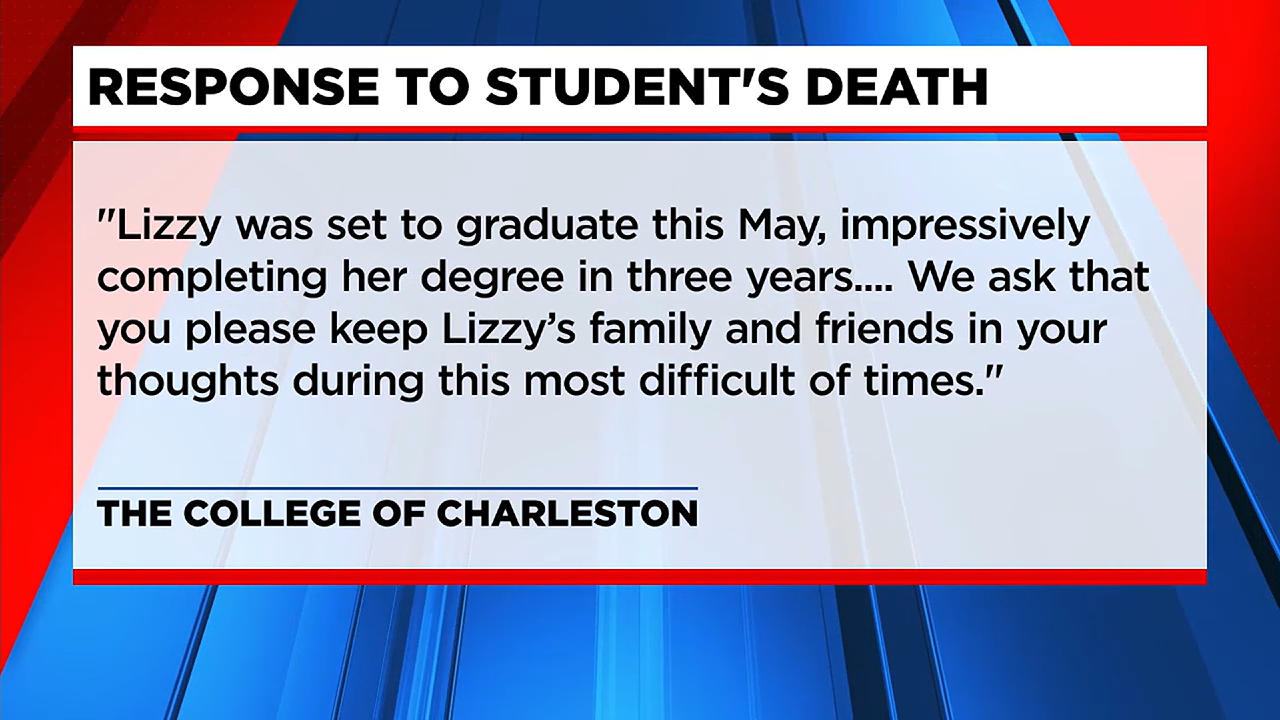 RESPONSE TO STUDENT'S DEATH
"Lizzy was set to graduate this May, impressively
completing her degree in three years.... We ask that
you please keep Lizzy’s family and friends in your
thoughts during this most difficult of times."
THE COLLEGE OF CHARLESTON